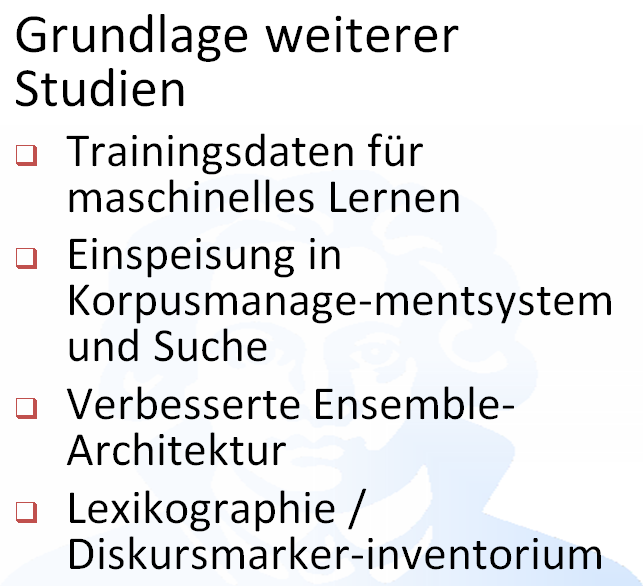 Grundlage weiterer
Studien
Trainingsdaten für
maschinelles Lernen
Einspeisung in
Korpusmanage-mentsystem
und Suche
Verbesserte Ensemble-
Architektur
Lexikographie /
Diskursmarker-inventorium